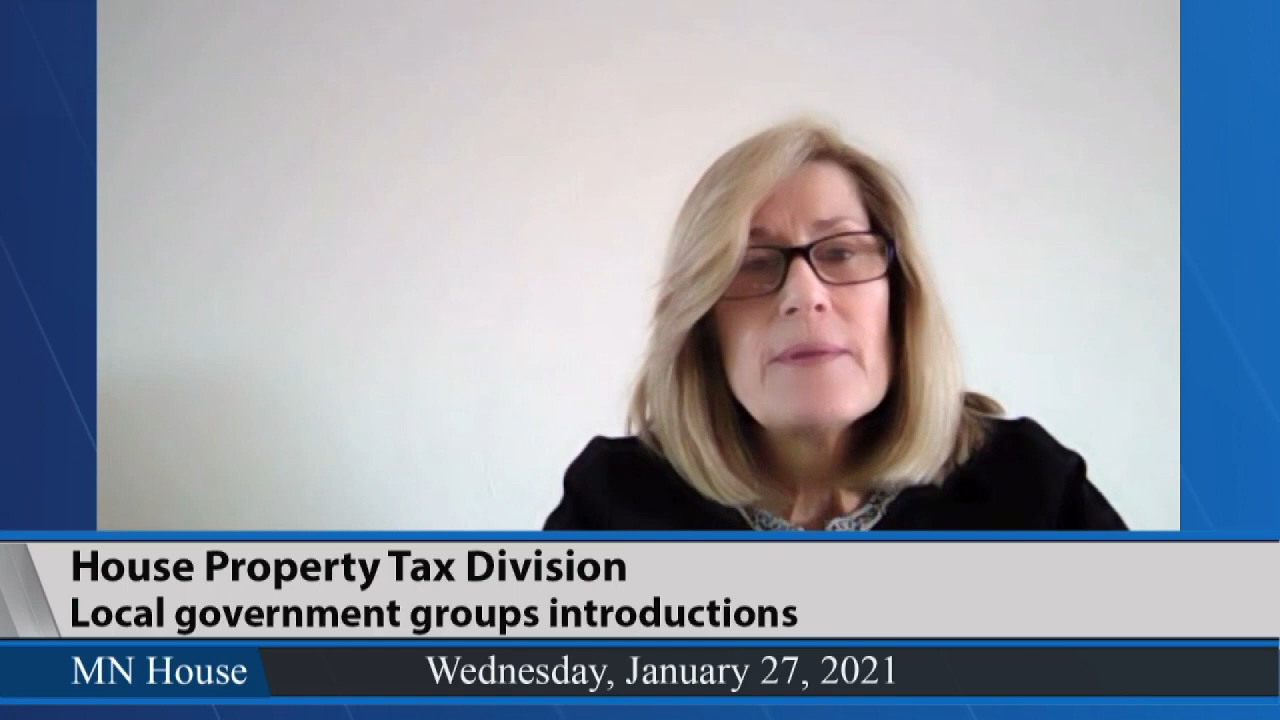 House Property Tax Division
Local government groups introductions
MN House
Wednesday, January 27, 2021